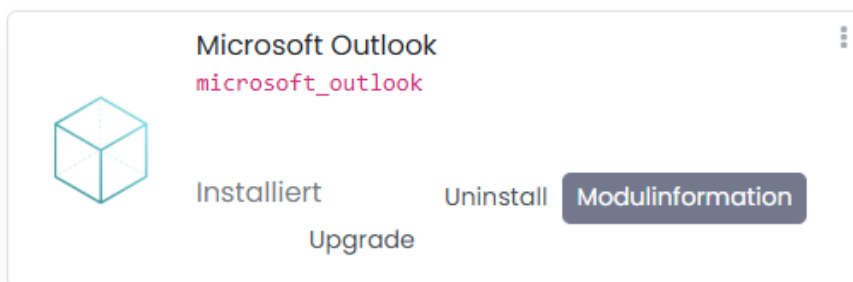 Microsoft Outlook
microsoft_outlook
Installiert
Uninstall
Modulinformation
Upgrade